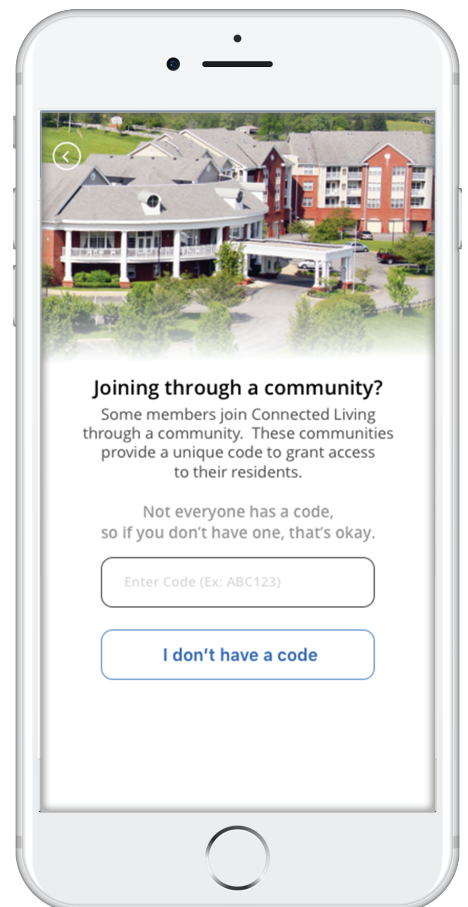 Joining through a community?
Some members join Connected Living
through a community.  These communities
provide a unique code to grant access
to their residents.
Not everyone has a code,
so if you don't have one, that's okay.
Enter Code (Ex: ABC123)
I don't have a code